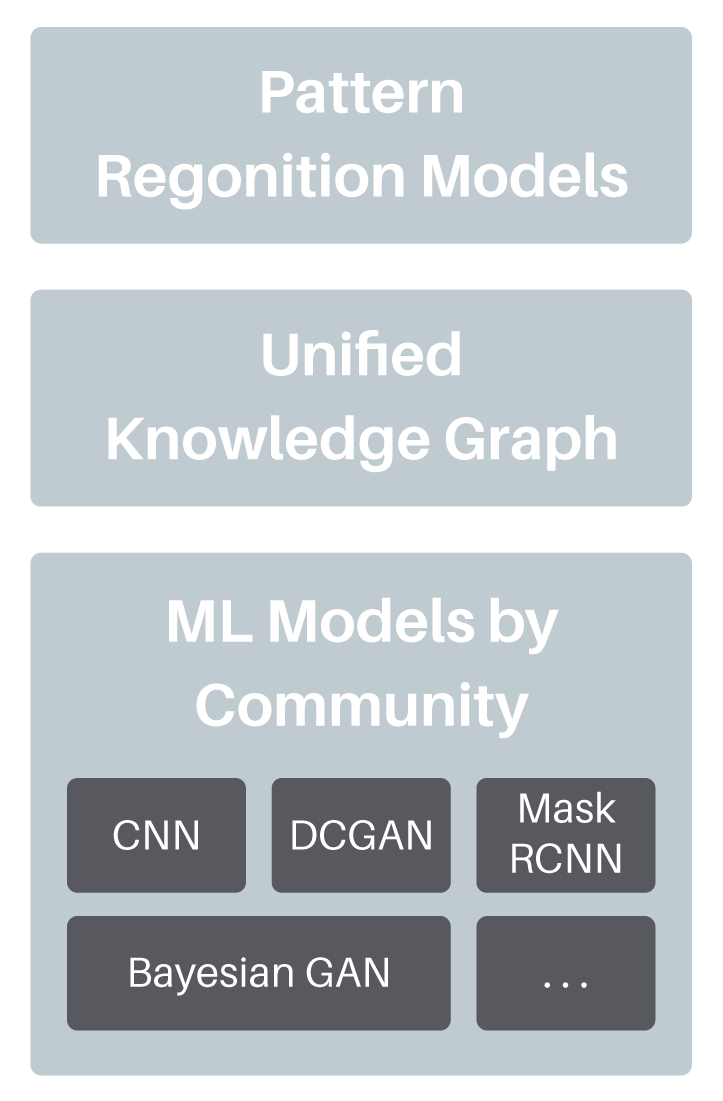 Pattern
Regonition Models
Unified
Knowledge Graph
ML Models by
Community
CNN
DCGAN
Mask
RCNN
Bayesian GAN
...